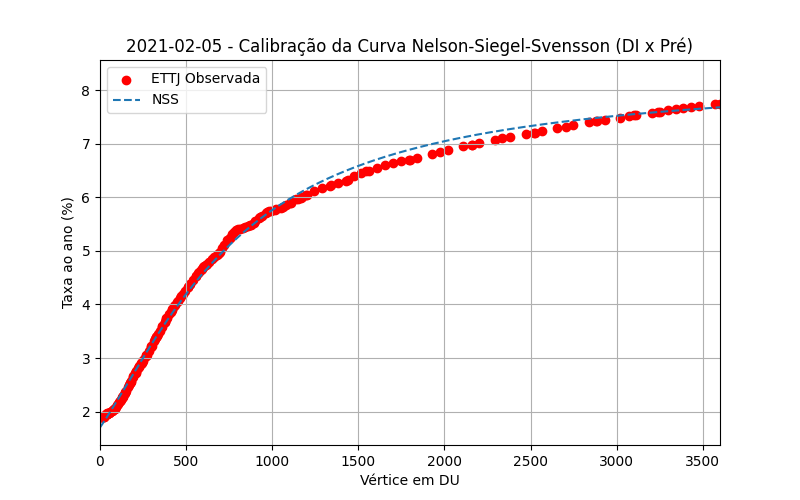 2021-02-05 - Calibração da Curva Nelson-Siegel-Svensson (DI x Pré)
ETTJ Observada
NSS
Taxa ao ano (%)
8
7
6
5
4
3
2
0 500 1000 1500 2000 2500 3000 3500
Vértice em DU